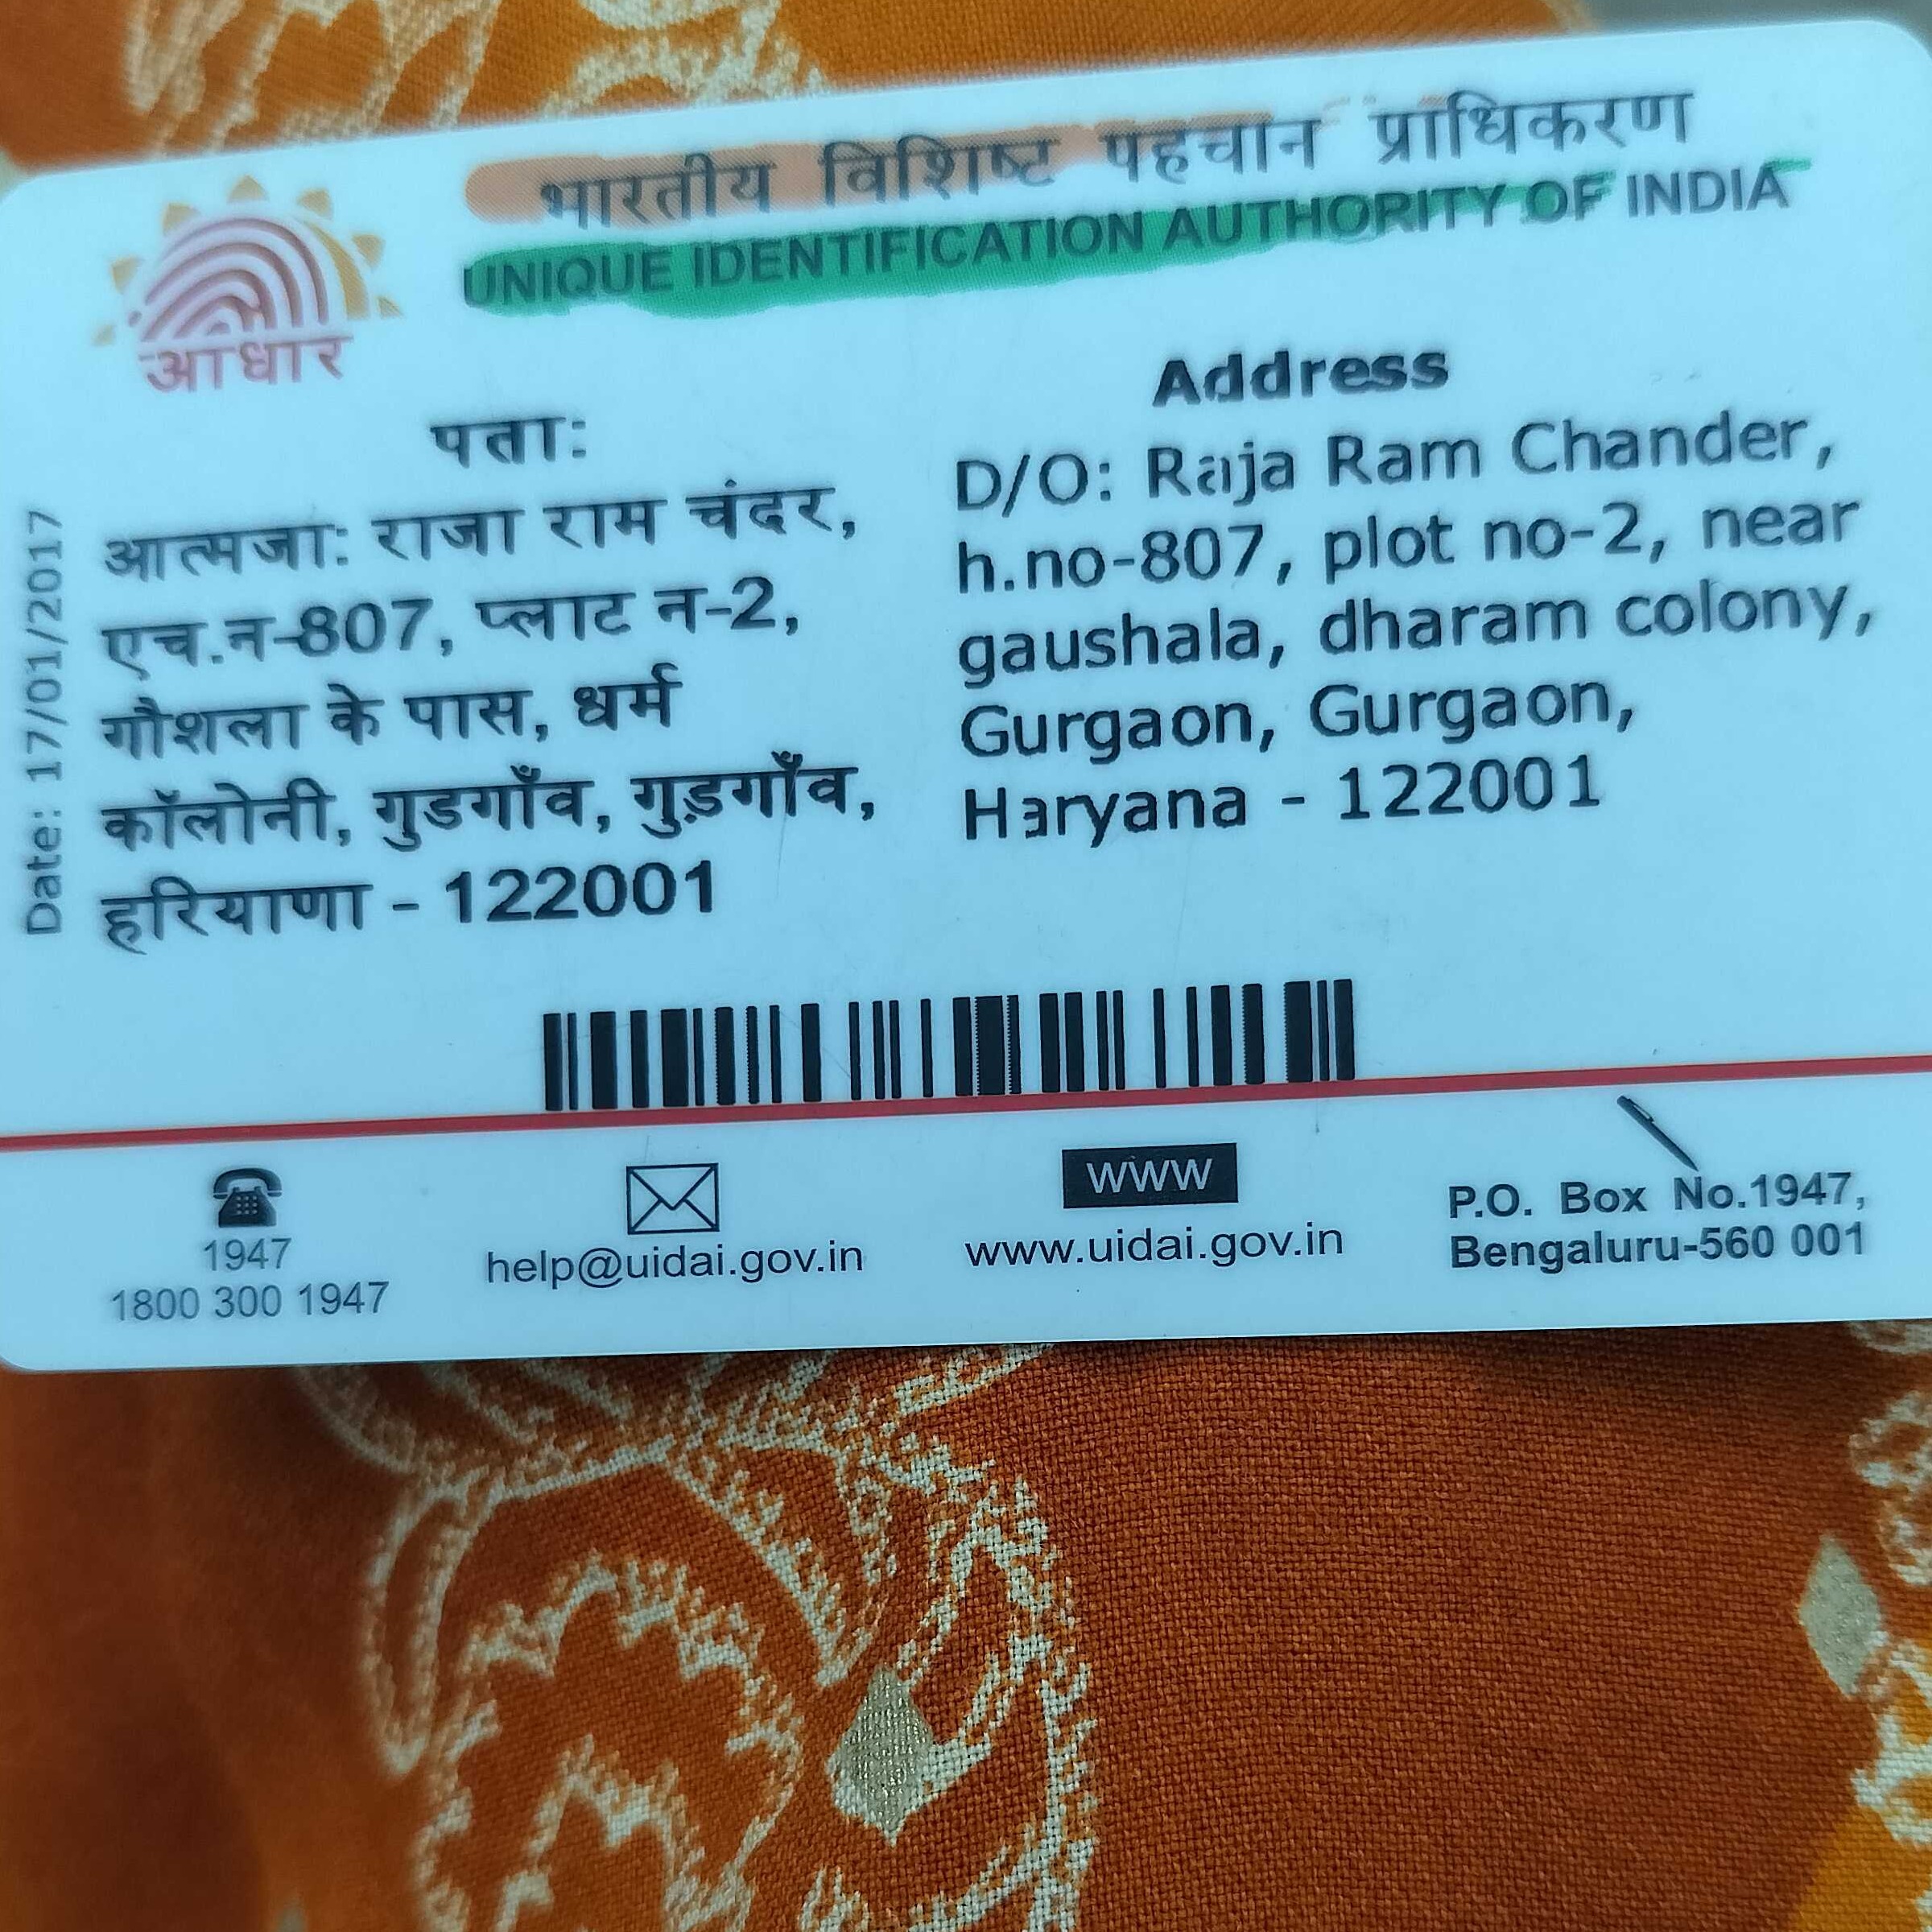 भारतीय विशिष्ट पहचान प्राधिकरण
UNIQUE IDENTIFICATION AUTHORITY OF INDIA
आधार
Date: 17/01/2017
पता:
आत्मजा: राजा राम चंदर,
एच.न-807, प्लाट न-2,
गौशला के पास, धर्म
कॉलोनी, गुडगाँव, गुड़गाँव,
हरियाणा - 122001
Address
D/O: Raja Ram Chander,
h.no-807, plot no-2, near
gaushala, dharam colony,
Gurgaon, Gurgaon,
Haryana - 122001
1947
1800 300 1947
help@uidai.gov.in
WWW
www.uidai.gov.in
P.O. Box No.1947,
Bengaluru-560 001